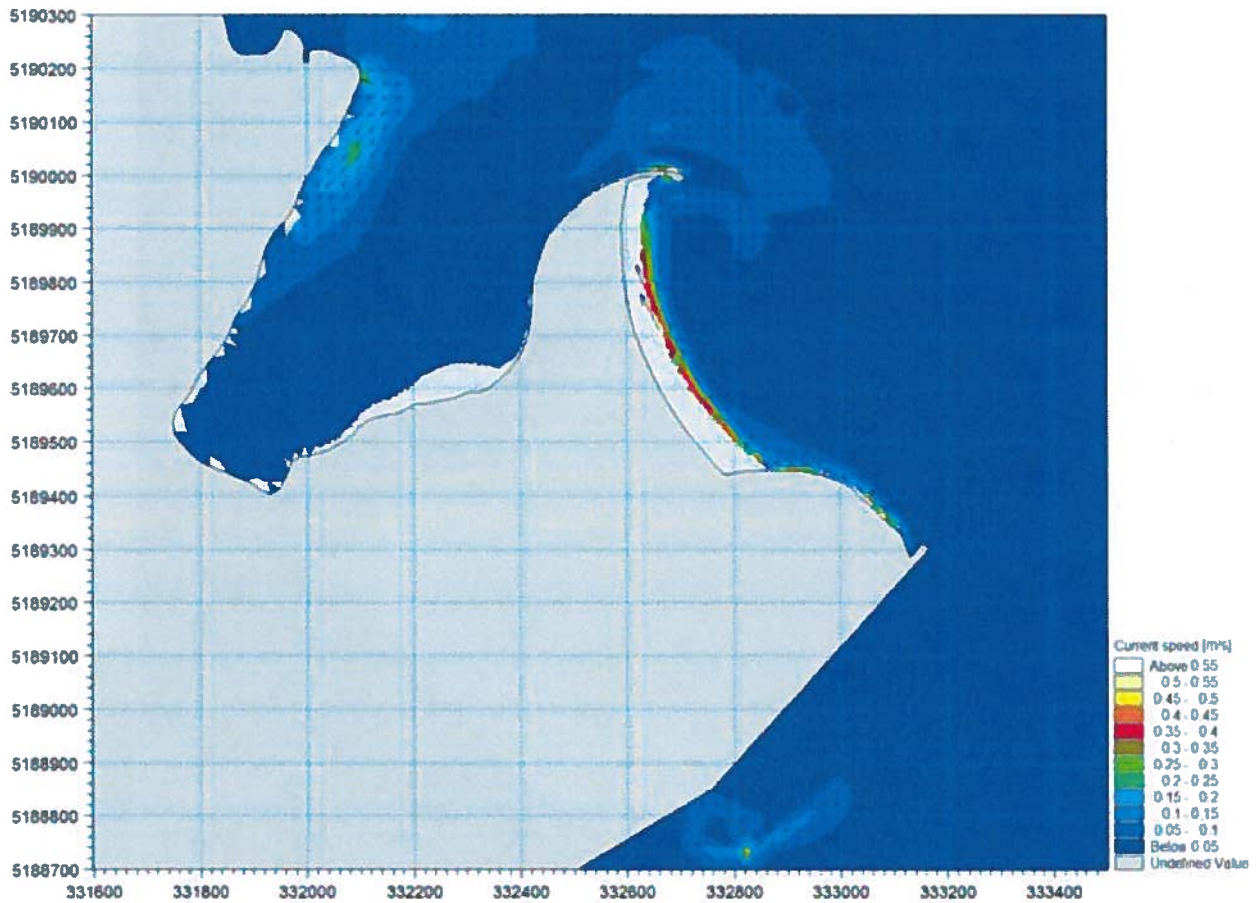 5190300
5190200
5190100
5190000
5189900
5189800
5189700
5189600
5189500
5189400
5189300
5189200
5189100
5189000
5188900
5188800
5188700
331600 331800 332000 332200 332400 332600 332800 333000 333200 333400
Current speed [m/s]
Above 0.55
0.5 - 0.55
0.45 - 0.5
0.4 - 0.45
0.35 - 0.4
0.3 - 0.35
0.25 - 0.3
0.2 - 0.25
0.15 - 0.2
0.1 - 0.15
0.05 - 0.1
Below 0.05
Undefined Value